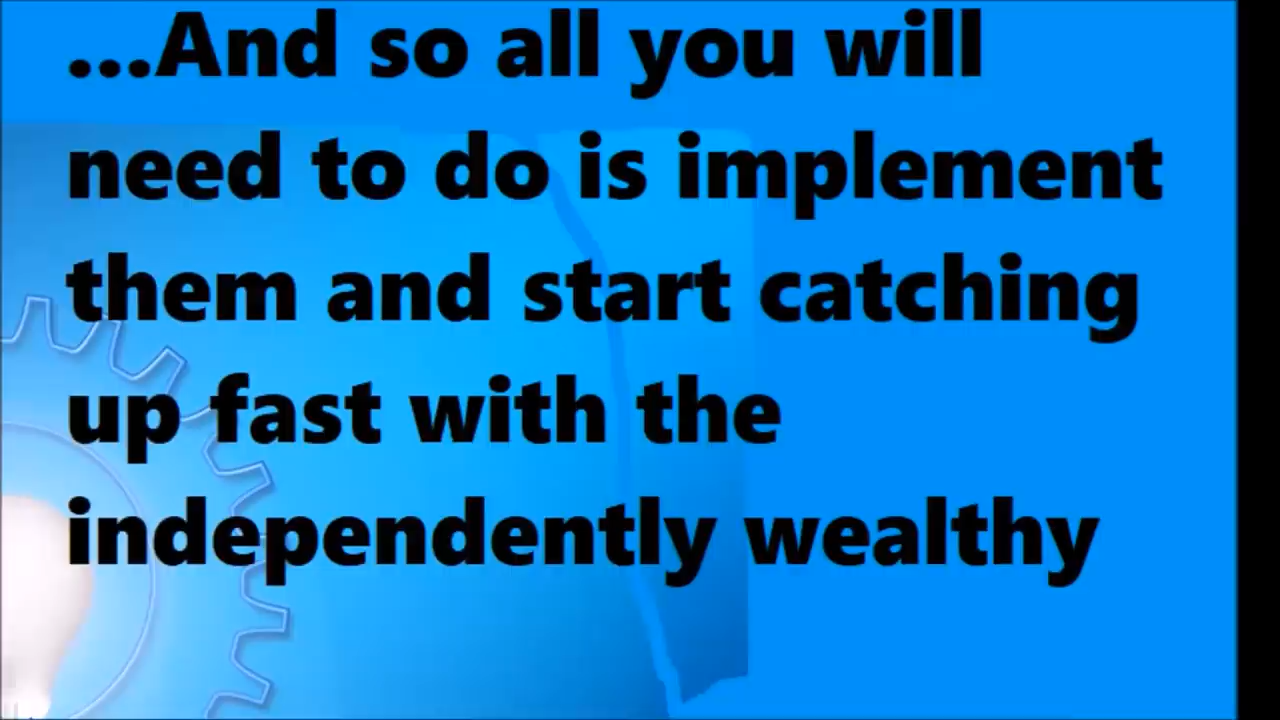 ...And so all you will
need to do is implement
them and start catching
up fast with the
independently wealthy